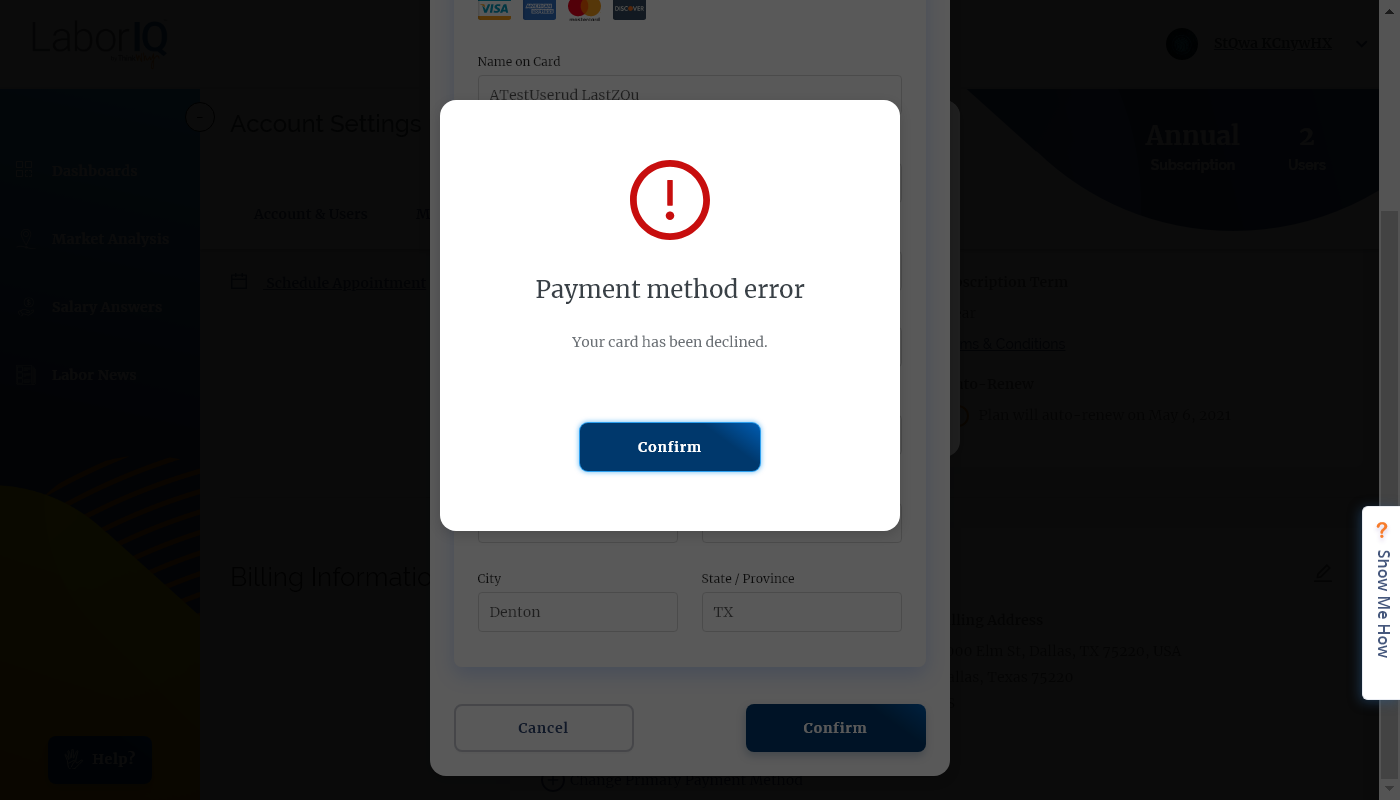 LaborIQ
VISA
DISCOVER
StOwa KCnvwHX
Name on Card
ATestUserud LastZQu
Account Settings
Annual
2
Subscription
Users
Dashboards
Account & Users
M
Market Analysis
Schedule Appointment
Salary Answers
Labor News
Payment method error
Your card has been declined.
Confirm
scription Term
ms & Conditions
uto-Renew
Plan will auto-renew on May 6, 2021
Show Me How
Billing Informatio
City
State / Province
Denton
TX
lling Address
Elm St, Dallas, TX 75220, USA
llas, Texas 75220
Cancel
Confirm
Help?
Change Primary Payment Method